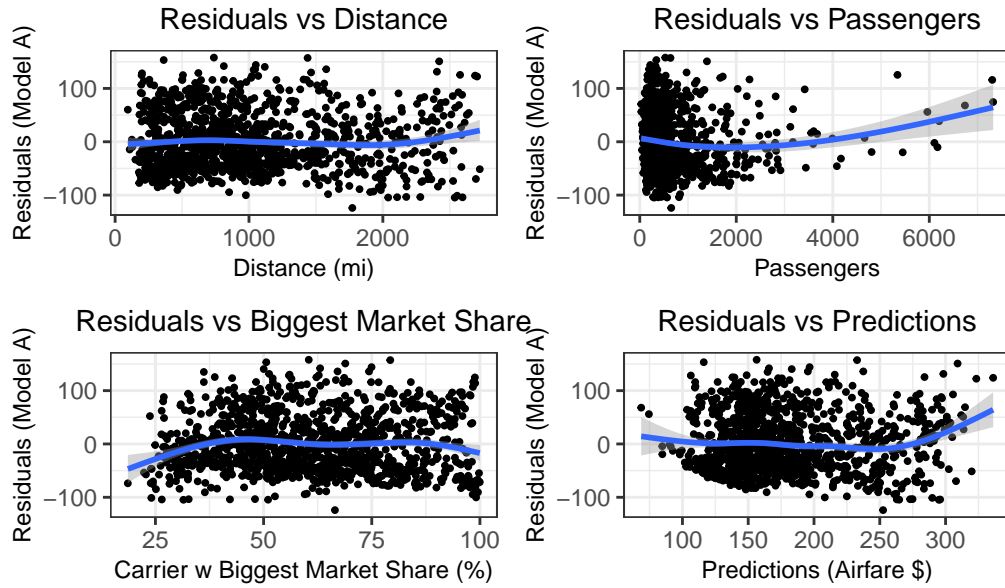 Residuals vs Distance
Residuals (Model A)
100
0
−100
0
1000
2000
Distance (mi)
Residuals vs Passengers
Residuals (Model A)
100
0
−100
0
2000
4000
6000
Passengers
Residuals vs Biggest Market Share
Residuals (Model A)
100
0
−100
25
50
75
100
Carrier w Biggest Market Share (%)
Residuals vs Predictions
Residuals (Model A)
100
0
−100
100
150
200
250
300
Predictions (Airfare $)